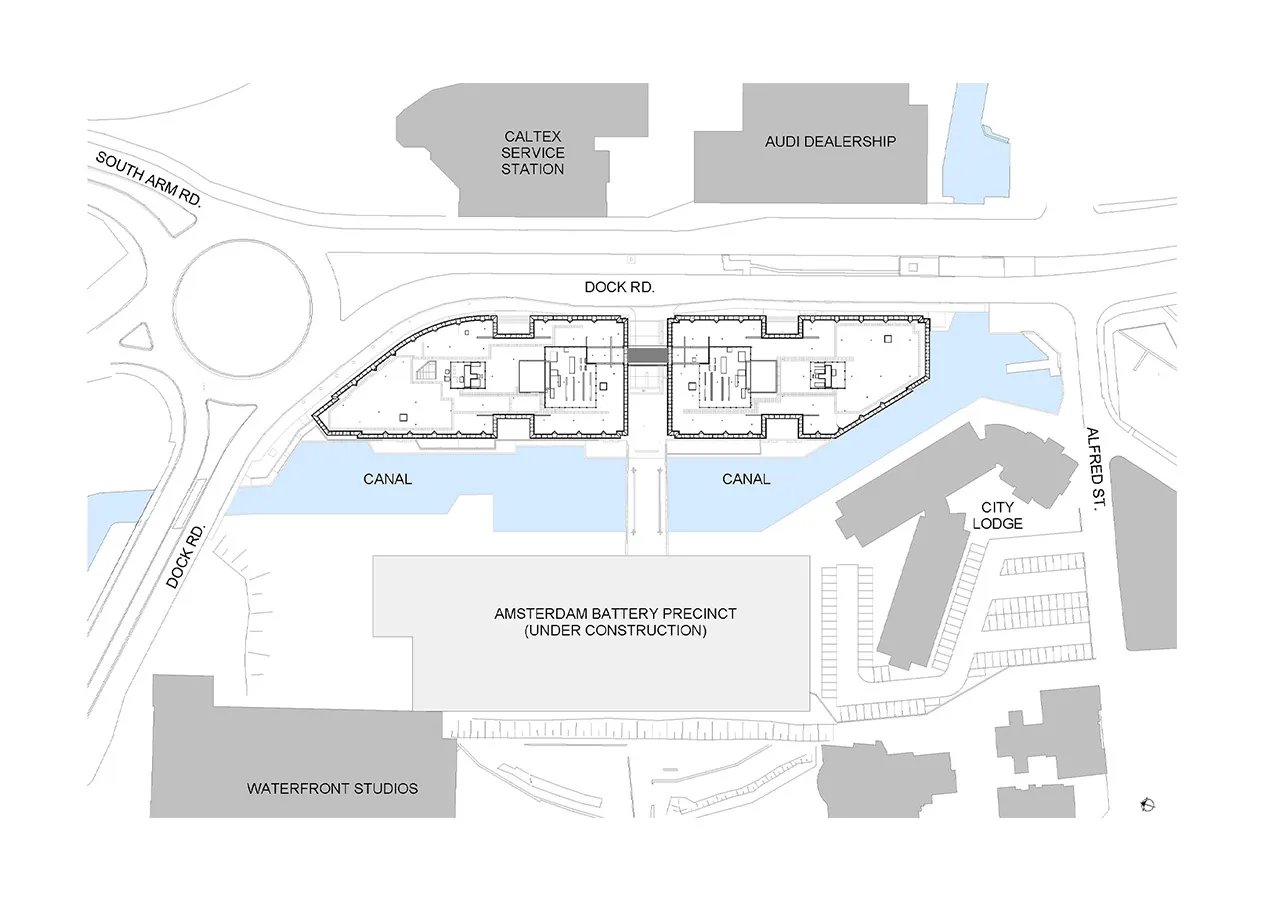 CALTEX
SERVICE
STATION
AUDI DEALERSHIP
SOUTH ARM RD.
DOCK RD.
CANAL
CANAL
ALFRED ST.
CITY
LODGE
DOCK RD.
AMSTERDAM BATTERY PRECINCT
(UNDER CONSTRUCTION)
WATERFRONT STUDIOS